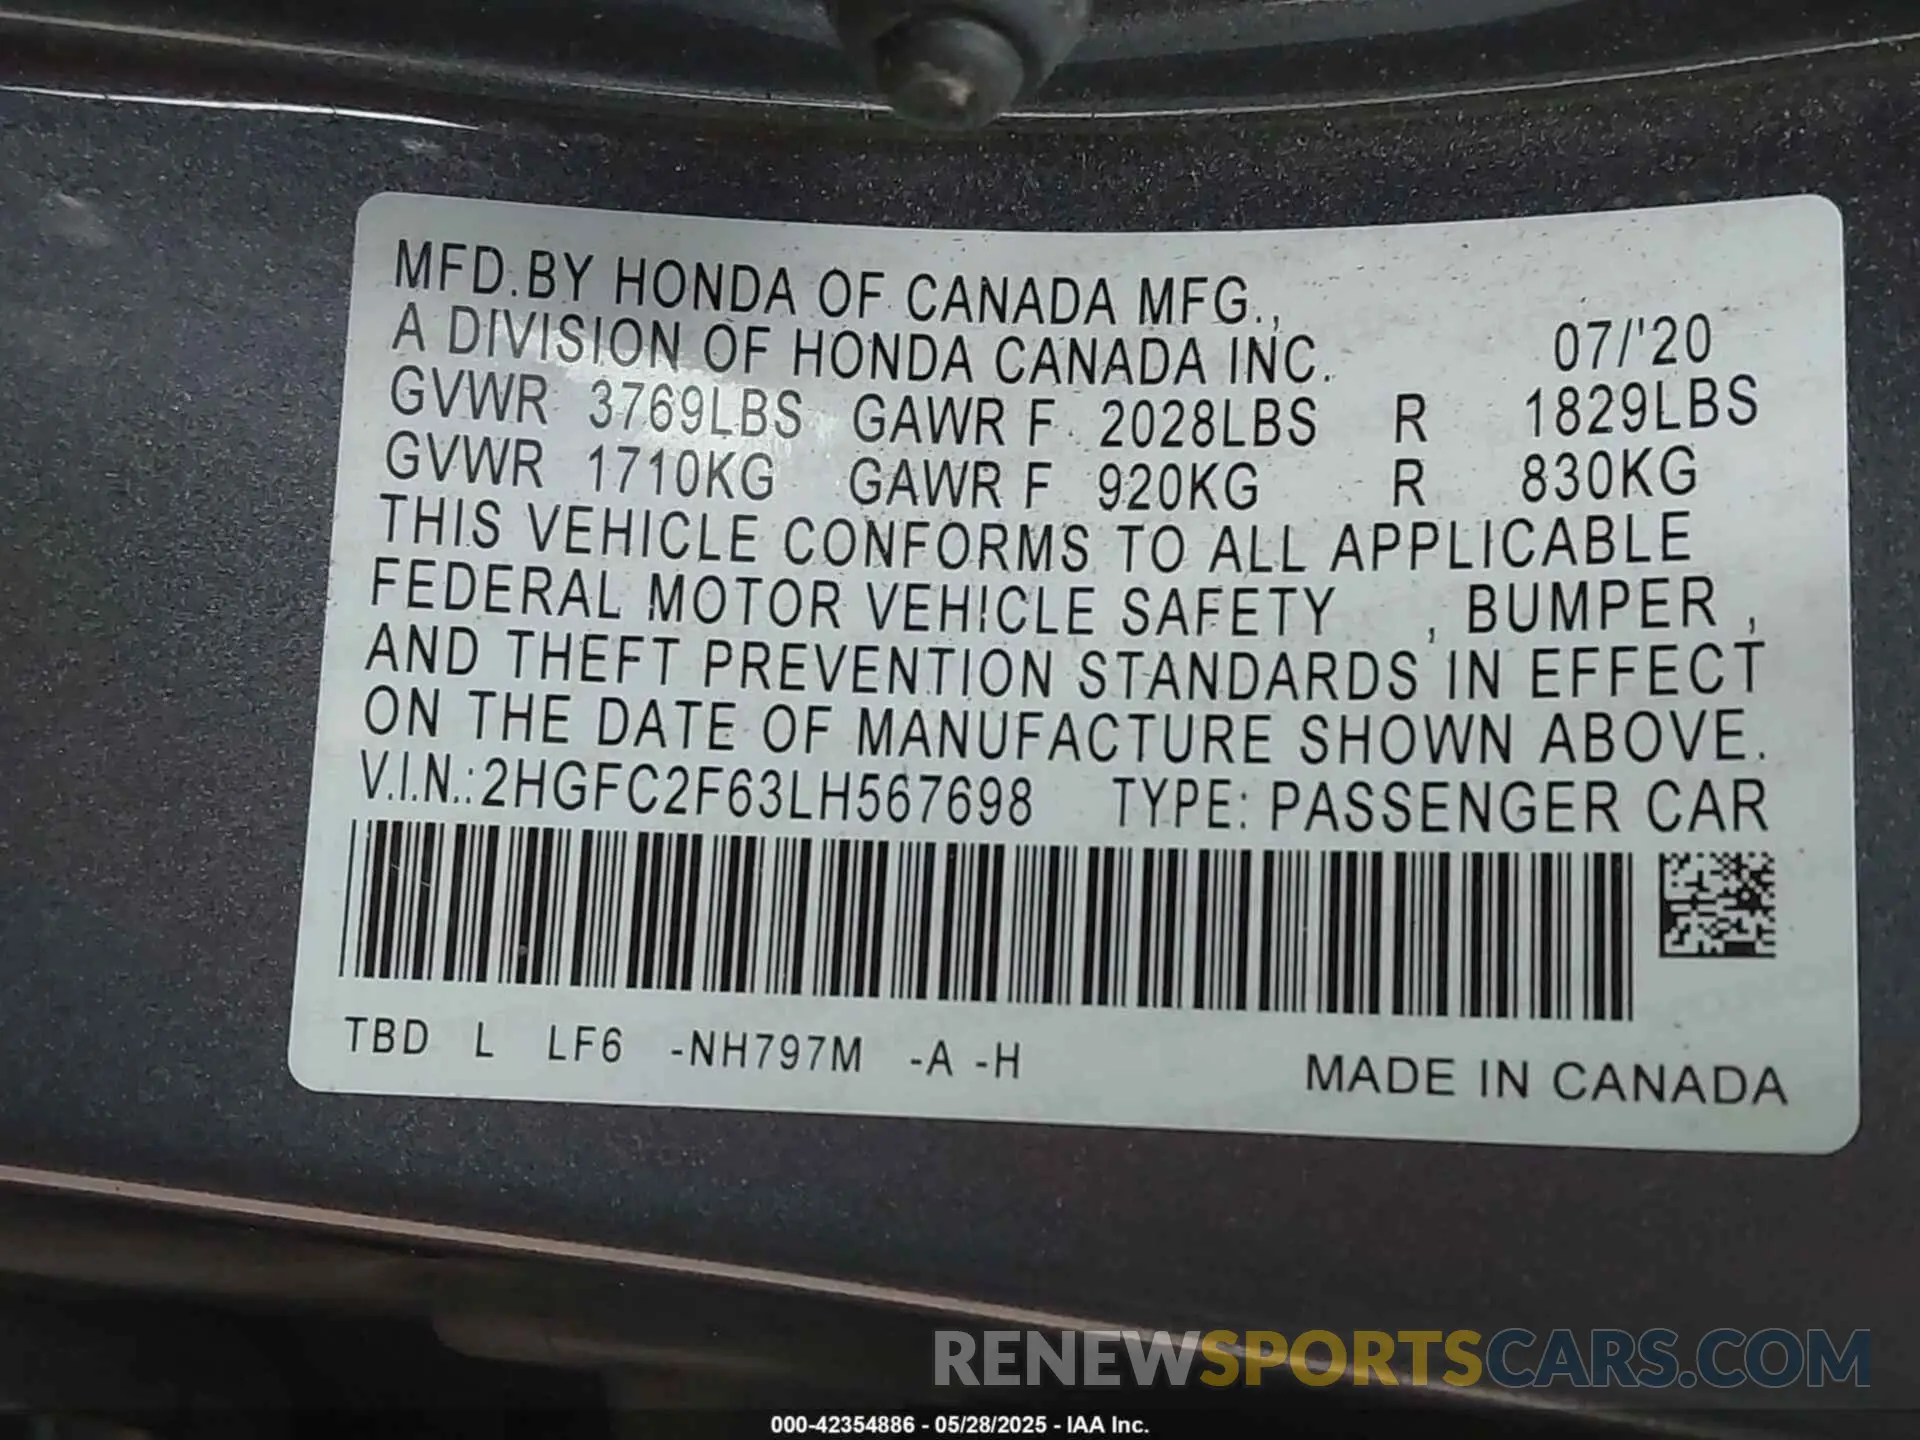 MFD.BY HONDA OF CANADA MFG.,
A DIVISION OF HONDA CANADA INC. 07/'20
GVWR 3769LBS GAWR F 2028LBS R 1829LBS
GVWR 1710KG GAWR F 920KG R 830KG
THIS VEHICLE CONFORMS TO ALL APPLICABLE
FEDERAL MOTOR VEHICLE SAFETY , BUMPER ,
AND THEFT PREVENTION STANDARDS IN EFFECT
ON THE DATE OF MANUFACTURE SHOWN ABOVE.
V.I.N.:2HGFC2F63LH567698 TYPE: PASSENGER CAR
TBD L LF6 -NH797M -A -H MADE IN CANADA
RENEWSPORTSCARS.COM
000-42354886 - 05/28/2025 - IAA Inc.